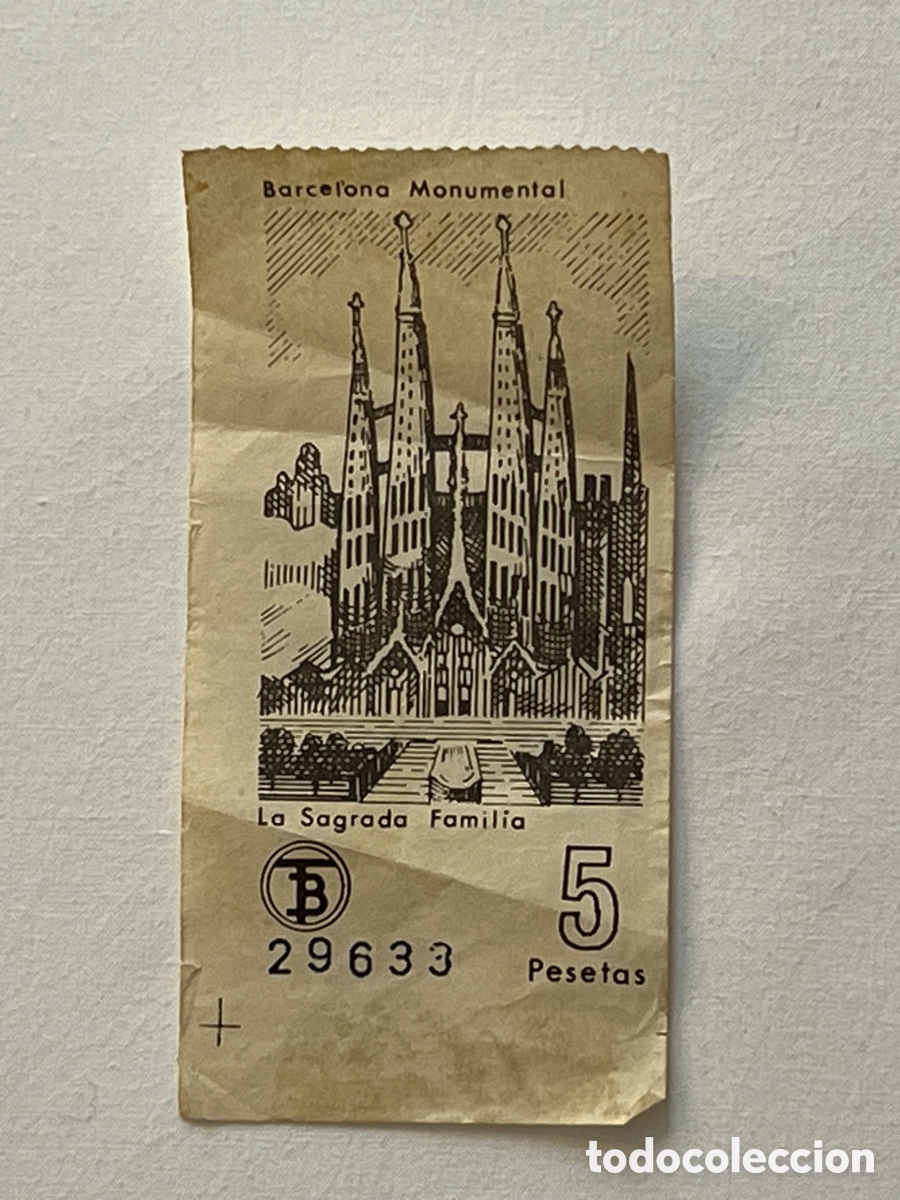 Barcelona Monumental
La Sagrada Familia
TB
5
29633
Pesetas
todocoleccion